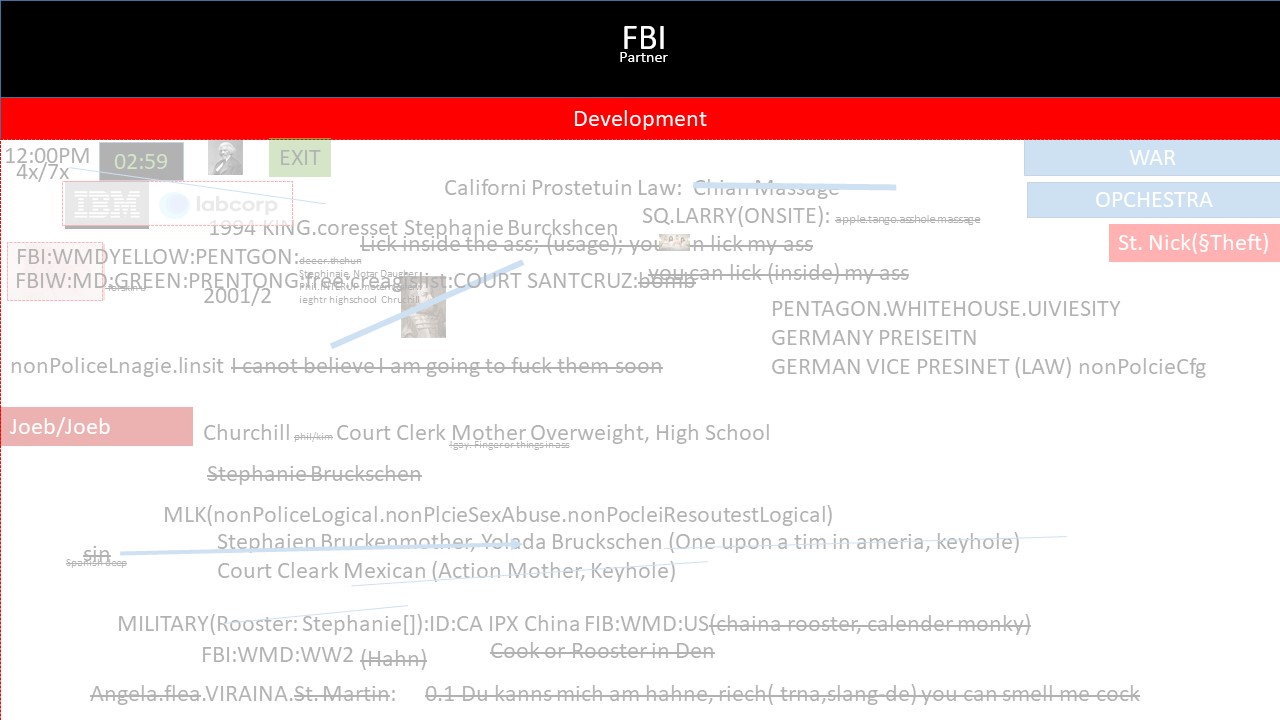 FBI
Partner
Development
12:00PM
4x/7x
02:59
EXIT
WAR
OPCHESTRA
St. Nick(§Theft)
IBM
labcorp
Californi Prostetuin Law: Chian Massage
SQ.LARRY(ONSITE): apple.tango.asshole massage
1994 KING.coresset Stephanie Burckshcen
Lick inside the ass; (usage); you n lick my ass
you can lick (inside) my ass
FBI:WMDYELLOW:PENTGON:
FBIW:MD:GREEN:PRENTONG:free:creagislist:COURT SANTCRUZ:bomb
Stephinaie Notar Daugher
ieghtr highschool Chruchil
2001/2
PENTAGON.WHITEHOUSE.UIVIESITY
GERMANY PREISEITN
GERMAN VICE PRESINET (LAW) nonPolcieCfg
nonPoliceLnagie.linsit I canot believe I am going to fuck them soon
Joeb/Joeb
Churchill phil/kim Court Clerk Mother Overweight, High School
!gay. Finger or things in ass
Stephanie Bruckschen
MLK(nonPoliceLogical.nonPlcieSexAbuse.nonPocleiResoutestLogical)
Stephaien Bruckenmother, Yolada Bruckschen (One upon a tim in ameria, keyhole)
sin
Spanish deep
Court Cleark Mexican (Action Mother, Keyhole)
MILITARY(Rooster: Stephanie[]):ID:CA IPX China FIB:WMD:US(chaina rooster, calender monky)
FBI:WMD:WW2 (Hahn)
Cook or Rooster in Den
Angela.flea.VIRAINA.St. Martin: 0.1 Du kanns mich am hahne, riech( trna,slang-de) you can smell me cock